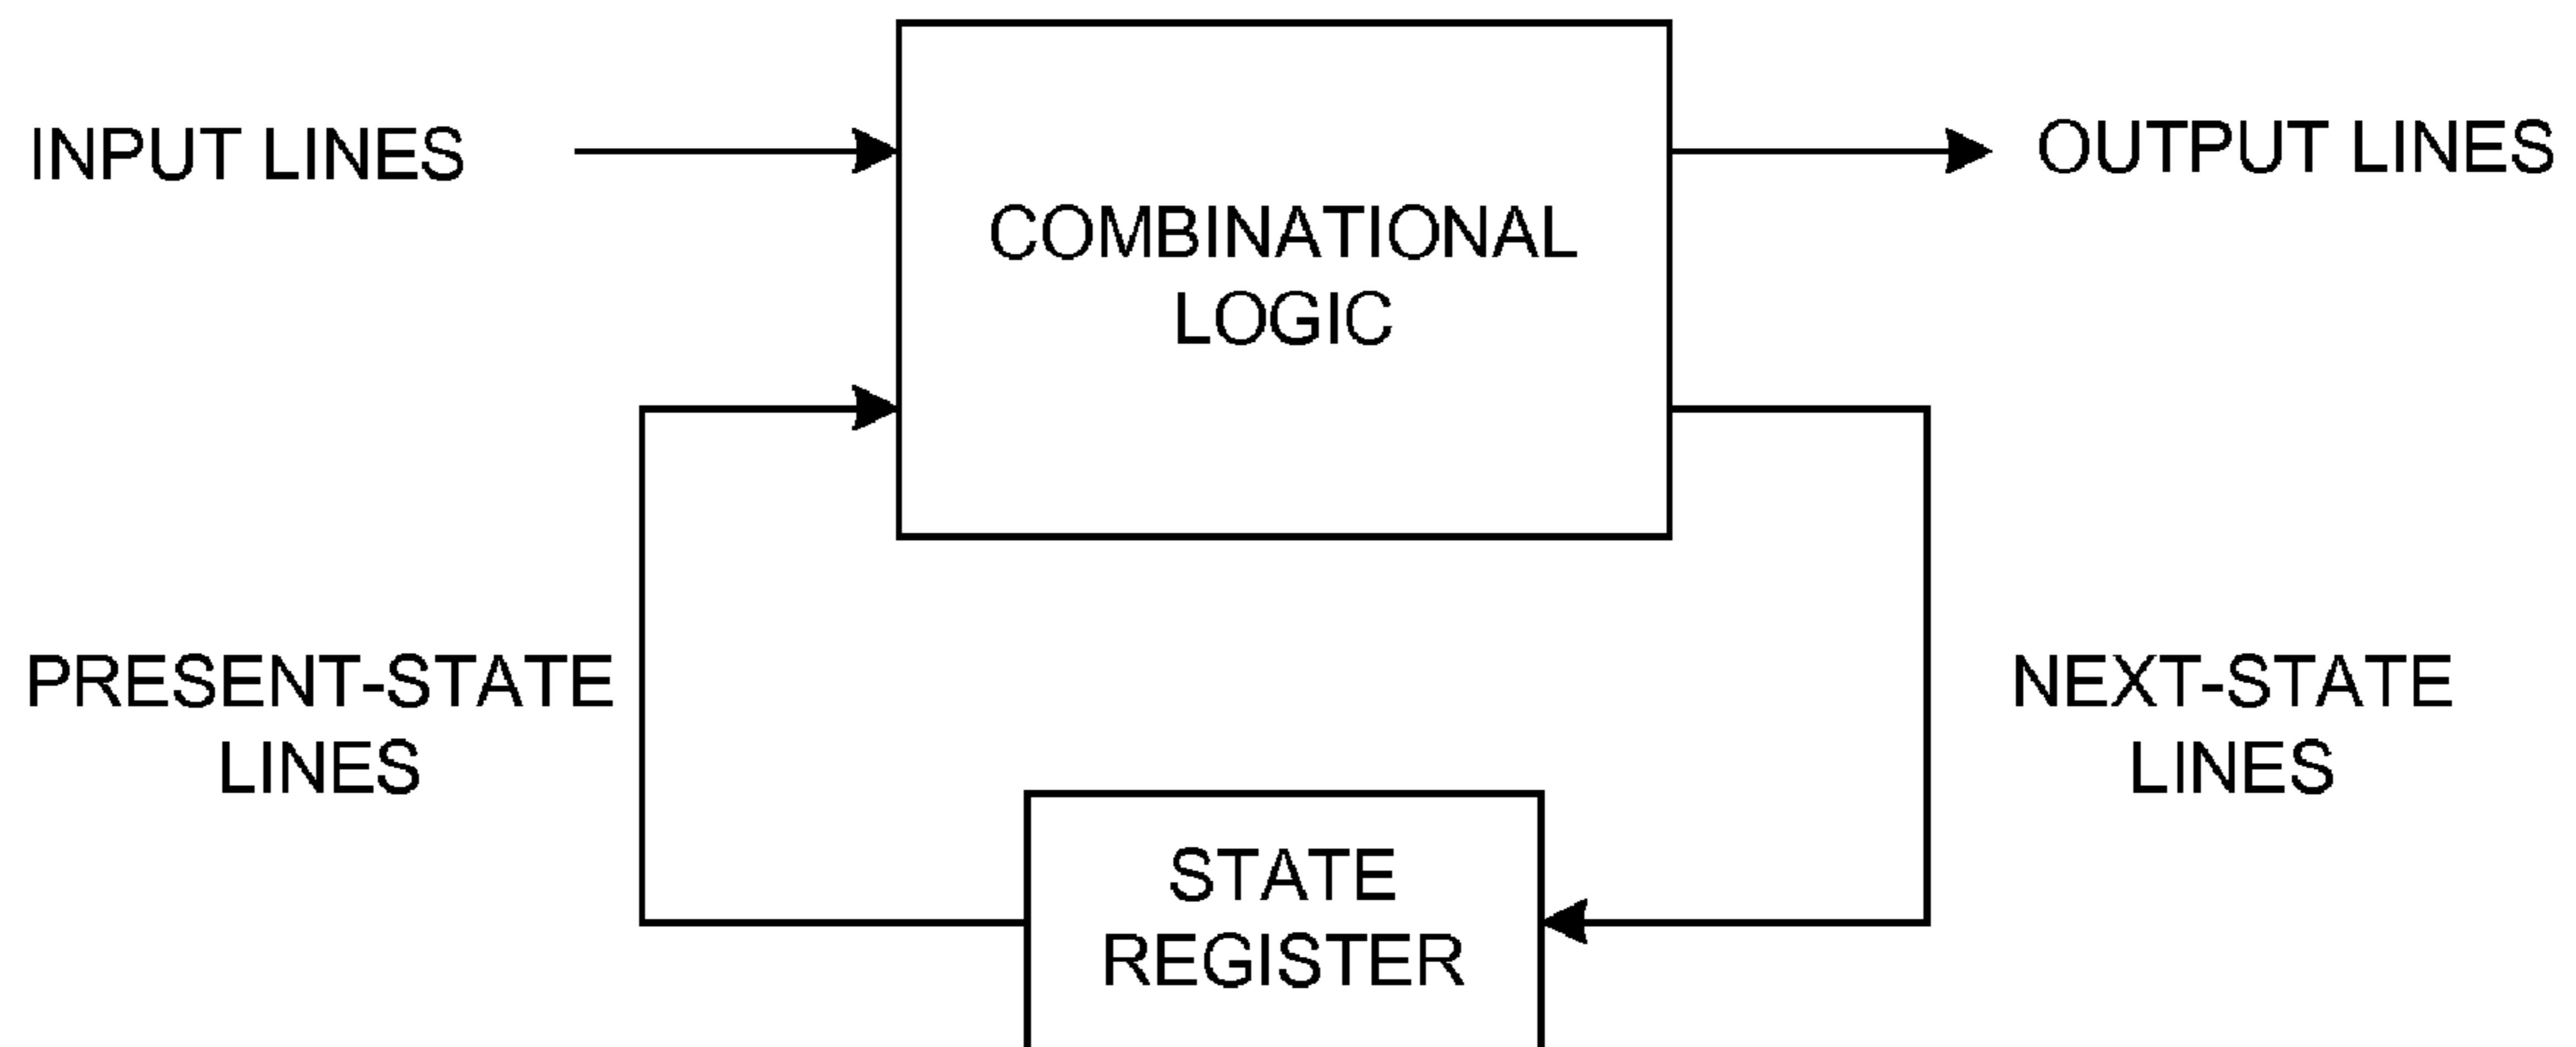 INPUT LINES
OUTPUT LINES
COMBINATIONAL
LOGIC
PRESENT-STATE
LINES
NEXT-STATE
LINES
STATE
REGISTER